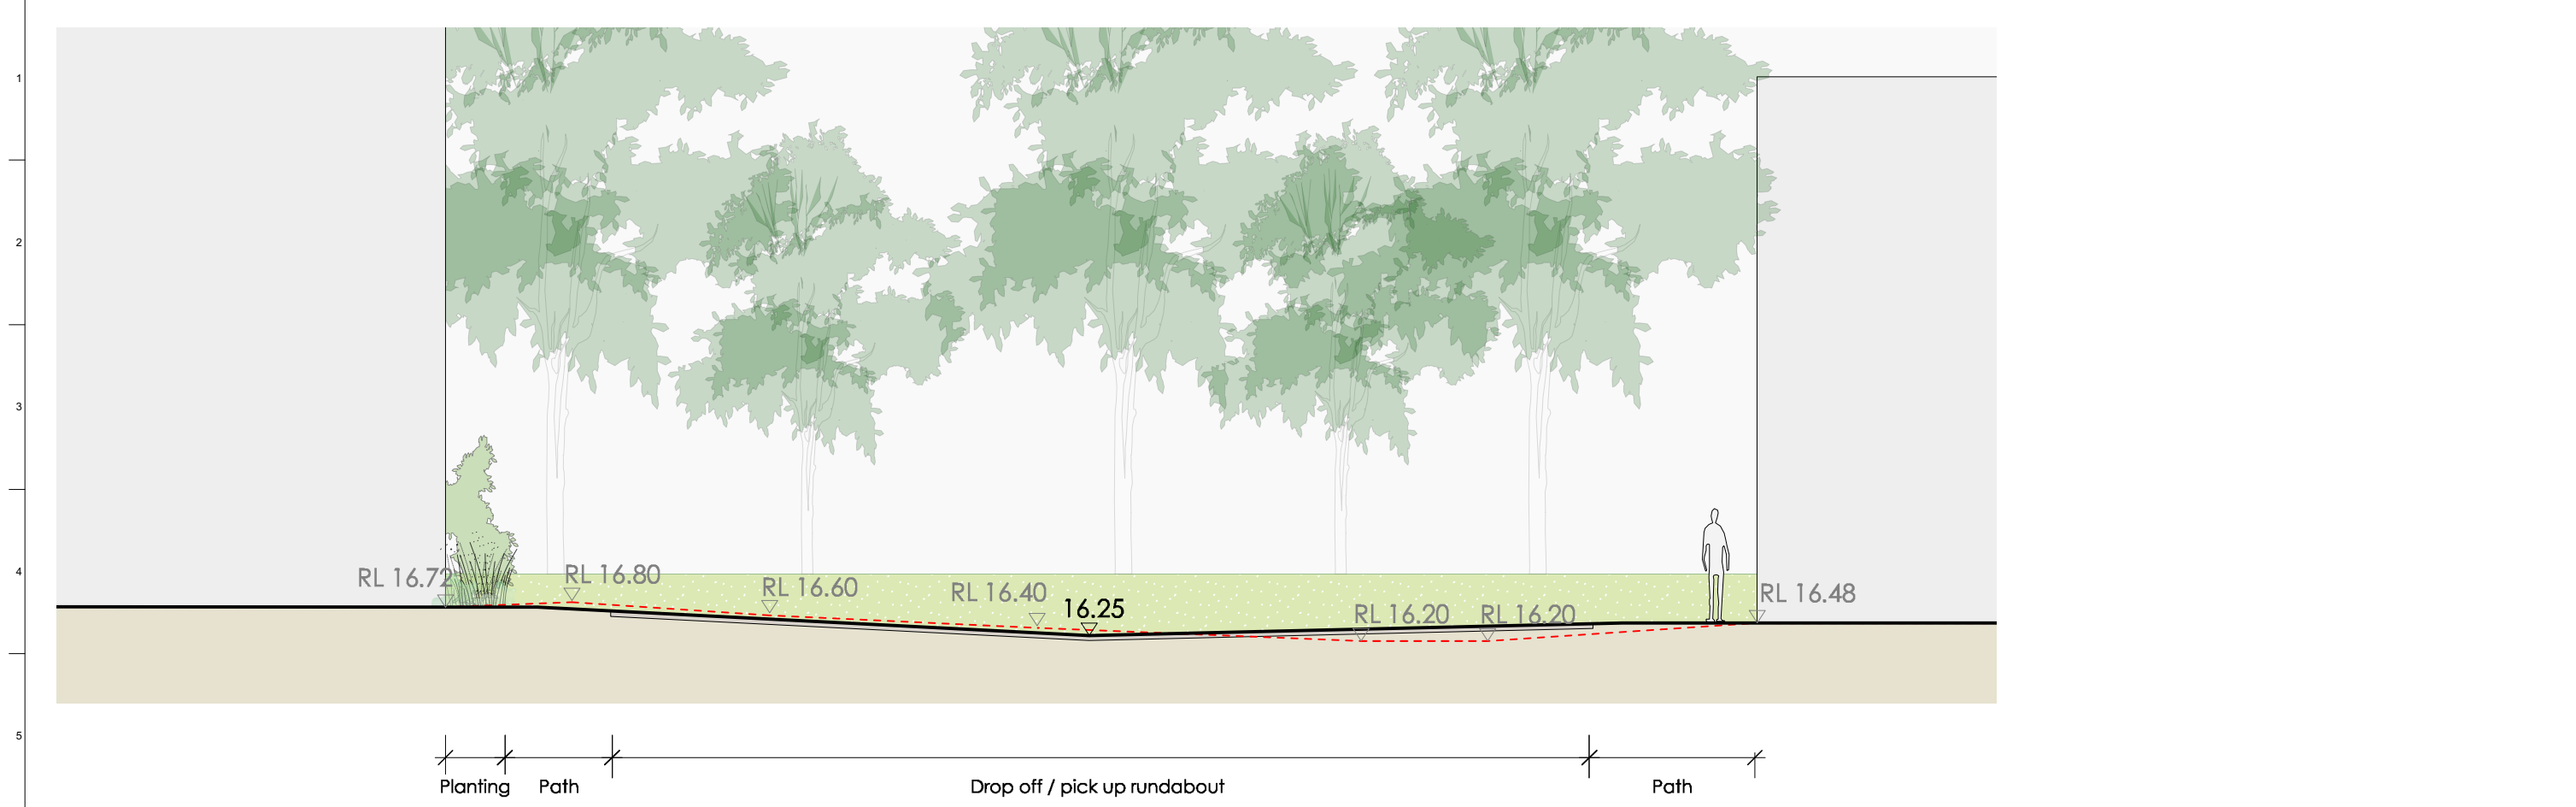 1
2
3
4
5
RL 16.72
RL 16.80
RL 16.60
RL 16.40
16.25
RL 16.20
RL 16.20
RL 16.48
Planting
Path
Drop off / pick up rundabout
Path